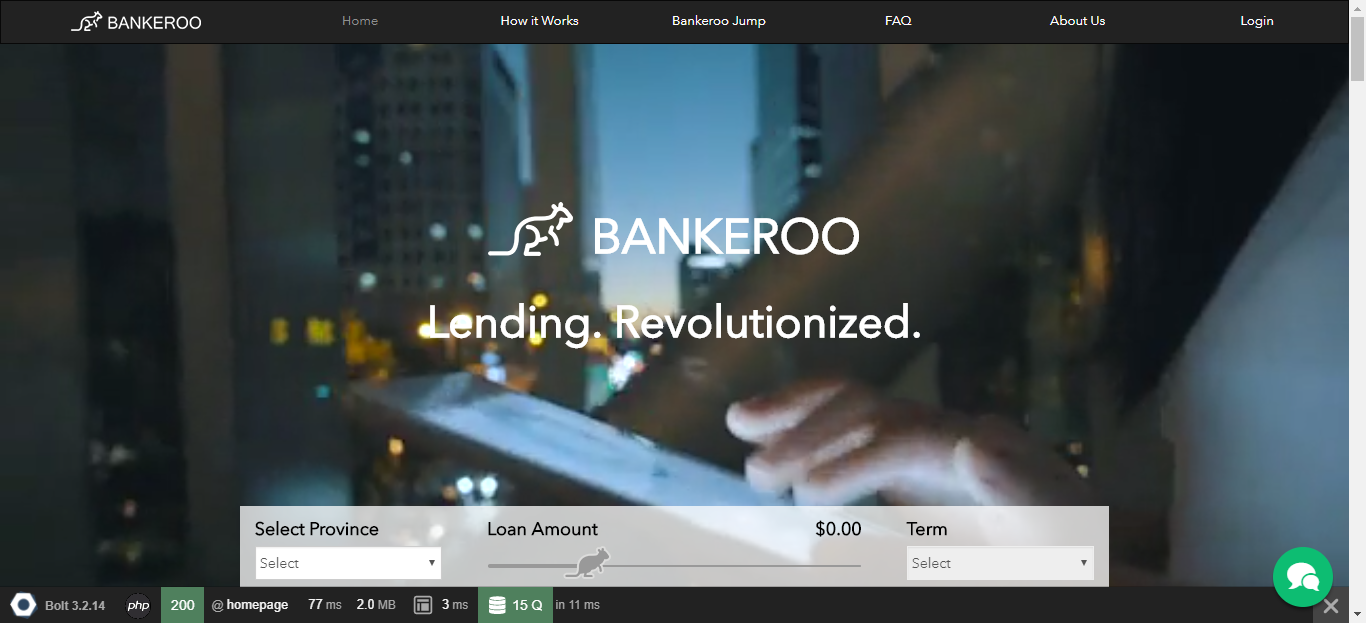 BANKEROO Home How it Works Bankeroo Jump FAQ About Us Login
BANKEROO
Lending. Revolutionized.
Select Province Loan Amount $0.00 Term
Select Select
Bolt 3.2.14 php 200 @ homepage 77 ms 2.0 MB 3 ms 15 Q in 11 ms